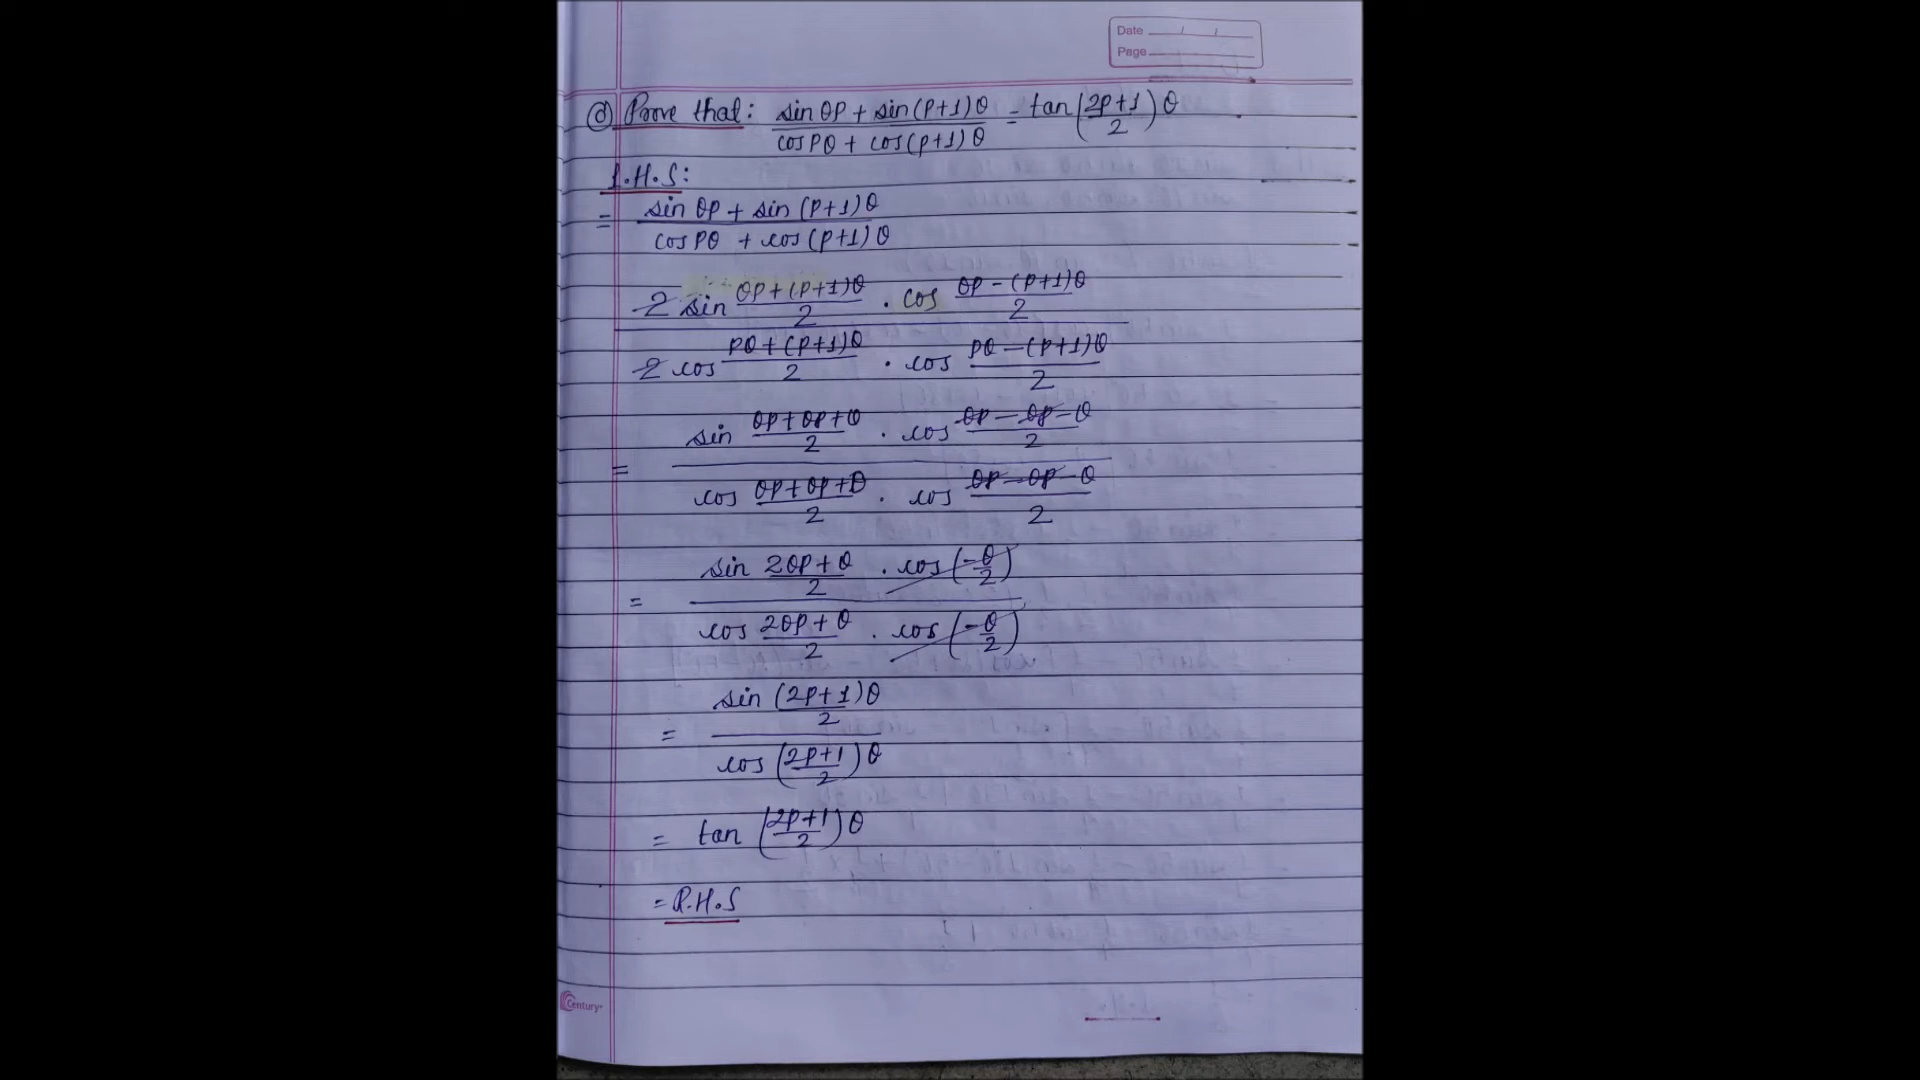 Date / /
Page
d) Prove that: (sin θp + sin(p+1)θ)/(cos pθ + cos(p+1)θ) = tan((2p+1)/2)θ
L.H.S:
= (sin θp + sin (p+1)θ)/(cos pθ + cos(p+1)θ)
(2 sin (θp+(p+1)θ)/2 . cos (θp-(p+1)θ)/2)/(2 cos (pθ+(p+1)θ)/2 . cos (pθ-(p+1)θ)/2)
= (sin (θp+θp+θ)/2 . cos (θp-θp-θ)/2)/(cos (θp+θp+θ)/2 . cos (θp-θp-θ)/2)
= (sin (2θp+θ)/2 . cos(-θ/2))/(cos (2θp+θ)/2 . cos(-θ/2))
= (sin (2p+1)θ/2)/(cos((2p+1)/2)θ)
= tan((2p+1)/2)θ
= R.H.S
Century